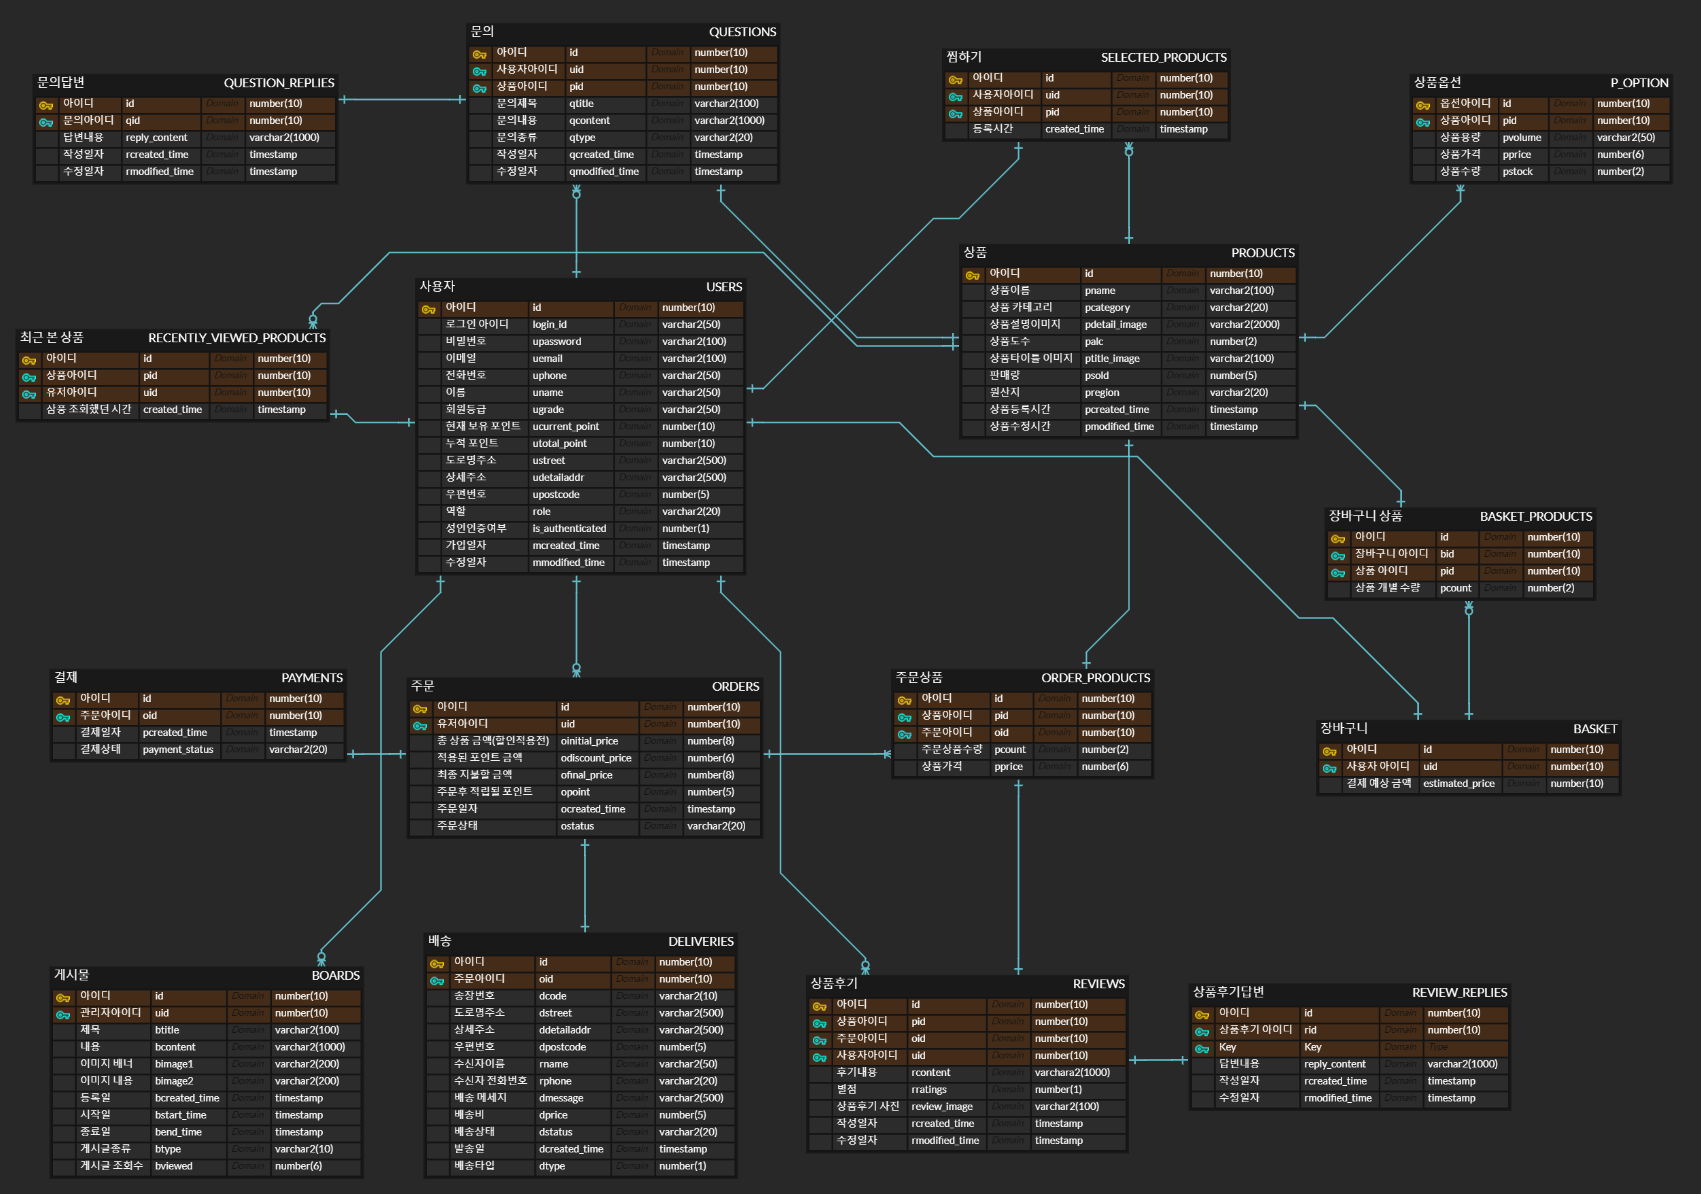 문의 QUESTIONS
아이디 id Domain number(10)
사용자아이디 uid Domain number(10)
상품아이디 pid Domain number(10)
문의제목 qtitle Domain varchar2(100)
문의내용 qcontent Domain varchar2(1000)
문의종류 qtype Domain varchar2(20)
작성일자 qcreated_time Domain timestamp
수정일자 qmodified_time Domain timestamp
찜하기 SELECTED_PRODUCTS
아이디 id Domain number(10)
사용자아이디 uid Domain number(10)
상품아이디 pid Domain number(10)
등록시간 created_time Domain timestamp
문의답변 QUESTION_REPLIES
아이디 id Domain number(10)
문의아이디 qid Domain number(10)
답변내용 reply_content Domain varchar2(1000)
작성일자 rcreated_time Domain timestamp
수정일자 rmodified_time Domain timestamp
상품옵션 P_OPTION
옵션아이디 id Domain number(10)
상품아이디 pid Domain number(10)
상품용량 pvolume Domain varchar2(50)
상품가격 pprice Domain number(6)
상품수량 pstock Domain number(2)
상품 PRODUCTS
아이디 id Domain number(10)
상품이름 pname Domain varchar2(100)
상품 카테고리 pcategory Domain varchar2(20)
상품설명이미지 pdetail_image Domain varchar2(2000)
상품도수 palc Domain number(2)
상품타이틀 이미지 ptitle_image Domain varchar2(100)
판매량 psold Domain number(5)
원산지 pregion Domain varchar2(20)
상품등록시간 pcreated_time Domain timestamp
상품수정시간 pmodified_time Domain timestamp
사용자 USERS
아이디 id Domain number(10)
로그인 아이디 login_id Domain varchar2(50)
비밀번호 upassword Domain varchar2(100)
이메일 uemail Domain varchar2(100)
전화번호 uphone Domain varchar2(50)
이름 uname Domain varchar2(50)
회원등급 ugrade Domain varchar2(50)
현재 보유 포인트 ucurrent_point Domain number(10)
누적 포인트 utotal_point Domain number(10)
도로명주소 ustreet Domain varchar2(500)
상세주소 udetailaddr Domain varchar2(500)
우편번호 upostcode Domain number(5)
역할 role Domain varchar2(20)
성인인증여부 is_authenticated Domain number(1)
가입일자 mcreated_time Domain timestamp
수정일자 mmodified_time Domain timestamp
최근 본 상품 RECENTLY_VIEWED_PRODUCTS
아이디 id Domain number(10)
상품아이디 pid Domain number(10)
유저아이디 uid Domain number(10)
삼품 조회했던 시간 created_time Domain timestamp
장바구니 상품 BASKET_PRODUCTS
아이디 id Domain number(10)
장바구니 아이디 bid Domain number(10)
상품 아이디 pid Domain number(10)
상품 개별 수량 pcount Domain number(2)
결제 PAYMENTS
아이디 id Domain number(10)
주문아이디 oid Domain number(10)
결제일자 pcreated_time Domain timestamp
결제상태 payment_status Domain varchar2(20)
주문 ORDERS
아이디 id Domain number(10)
유저아이디 uid Domain number(10)
총 상품 금액(할인적용전) oinitial_price Domain number(8)
적용된 포인트 금액 odiscount_price Domain number(6)
최종 지불할 금액 ofinal_price Domain number(8)
주문후 적립될 포인트 opoint Domain number(5)
주문일자 ocreated_time Domain timestamp
주문상태 ostatus Domain varchar2(20)
주문상품 ORDER_PRODUCTS
아이디 id Domain number(10)
상품아이디 pid Domain number(10)
주문아이디 oid Domain number(10)
주문상품수량 pcount Domain number(2)
상품가격 pprice Domain number(6)
장바구니 BASKET
아이디 id Domain number(10)
사용자 아이디 uid Domain number(10)
결제 예상 금액 estimated_price Domain number(10)
게시물 BOARDS
아이디 id Domain number(10)
관리자아이디 uid Domain number(10)
제목 btitle Domain varchar2(100)
내용 bcontent Domain varchar2(1000)
이미지 배너 bimage1 Domain varchar2(200)
이미지 내용 bimage2 Domain varchar2(200)
등록일 bcreated_time Domain timestamp
시작일 bstart_time Domain timestamp
종료일 bend_time Domain timestamp
게시글종류 btype Domain varchar2(10)
게시글 조회수 bviewed Domain number(6)
배송 DELIVERIES
아이디 id Domain number(10)
주문아이디 oid Domain number(10)
송장번호 dcode Domain varchar2(10)
도로명주소 dstreet Domain varchar2(500)
상세주소 ddetailaddr Domain varchar2(500)
우편번호 dpostcode Domain number(5)
수신자이름 rname Domain varchar2(50)
수신자 전화번호 rphone Domain varchar2(20)
배송 메세지 dmessage Domain varchar2(500)
배송비 dprice Domain number(5)
배송상태 dstatus Domain varchar2(20)
발송일 dcreated_time Domain timestamp
배송타입 dtype Domain number(1)
상품후기 REVIEWS
아이디 id Domain number(10)
상품아이디 pid Domain number(10)
주문아이디 oid Domain number(10)
사용자아이디 uid Domain number(10)
후기내용 rcontent Domain varchara2(1000)
별점 rratings Domain number(1)
상품후기 사진 review_image Domain varchar2(100)
작성일자 rcreated_time Domain timestamp
수정일자 rmodified_time Domain timestamp
상품후기답변 REVIEW_REPLIES
아이디 id Domain number(10)
상품후기 아이디 rid Domain number(10)
Key Key Domain Type
답변내용 reply_content Domain varchar2(1000)
작성일자 rcreated_time Domain timestamp
수정일자 rmodified_time Domain timestamp